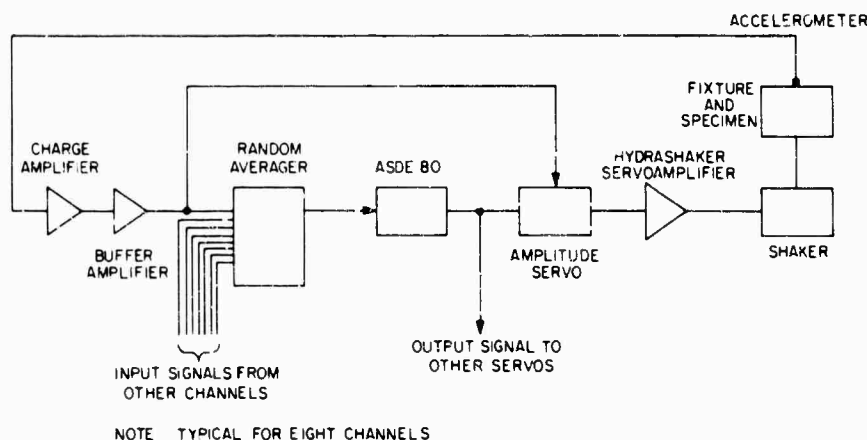 ACCELEROMETER
FIXTURE
AND
SPECIMEN
CHARGE
AMPLIFIER
RANDOM
AVERAGER
ASDE 80
HYDRASHAKER
SERVOAMPLIFIER
BUFFER
AMPLIFIER
AMPLITUDE
SERVO
SHAKER
INPUT SIGNALS FROM
OTHER CHANNELS
OUTPUT SIGNAL TO
OTHER SERVOS
NOTE TYPICAL FOR EIGHT CHANNELS